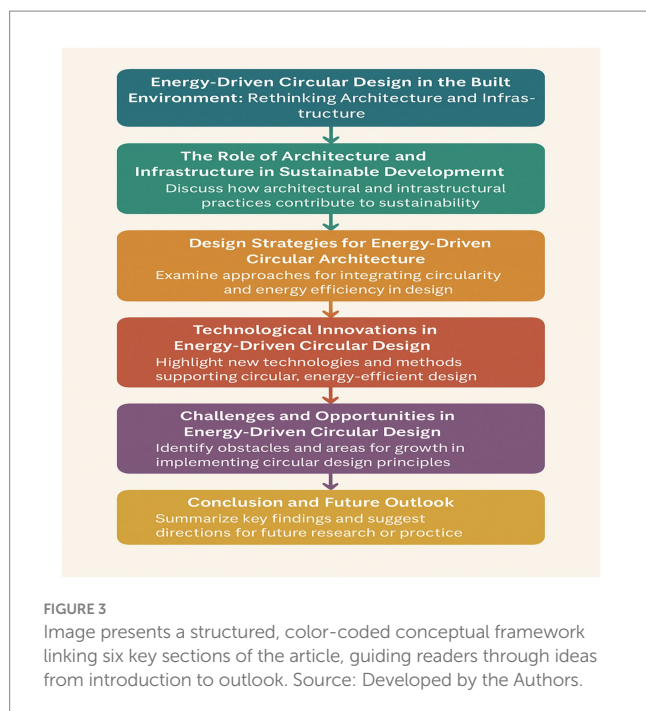 Energy-Driven Circular Design in the Built
Environment: Rethinking Architecture and Infras-
tructure
The Role of Architecture and
Infrastructure in Sustainable Development
Discuss how architectural and intrastructural
practices contribute to sustainability
Design Strategies for Energy-Driven
Circular Architecture
Examine approaches for integrating circularity
and energy efficiency in design
Technological Innovations in
Energy-Driven Circular Design
Highlight new technologies and methods
supporting circular, energy-efficient design
Challenges and Opportunities in
Energy-Driven Circular Design
Identify obstacles and areas for growth in
implementing circular design principles
Conclusion and Future Outlook
Summarize key findings and suggest
directions for future research or proctice
FIGURE 3
Image presents a structured, color-coded conceptual framework
linking six key sections of the article, guiding readers through ideas
from introduction to outlook. Source: Developed by the Authors.